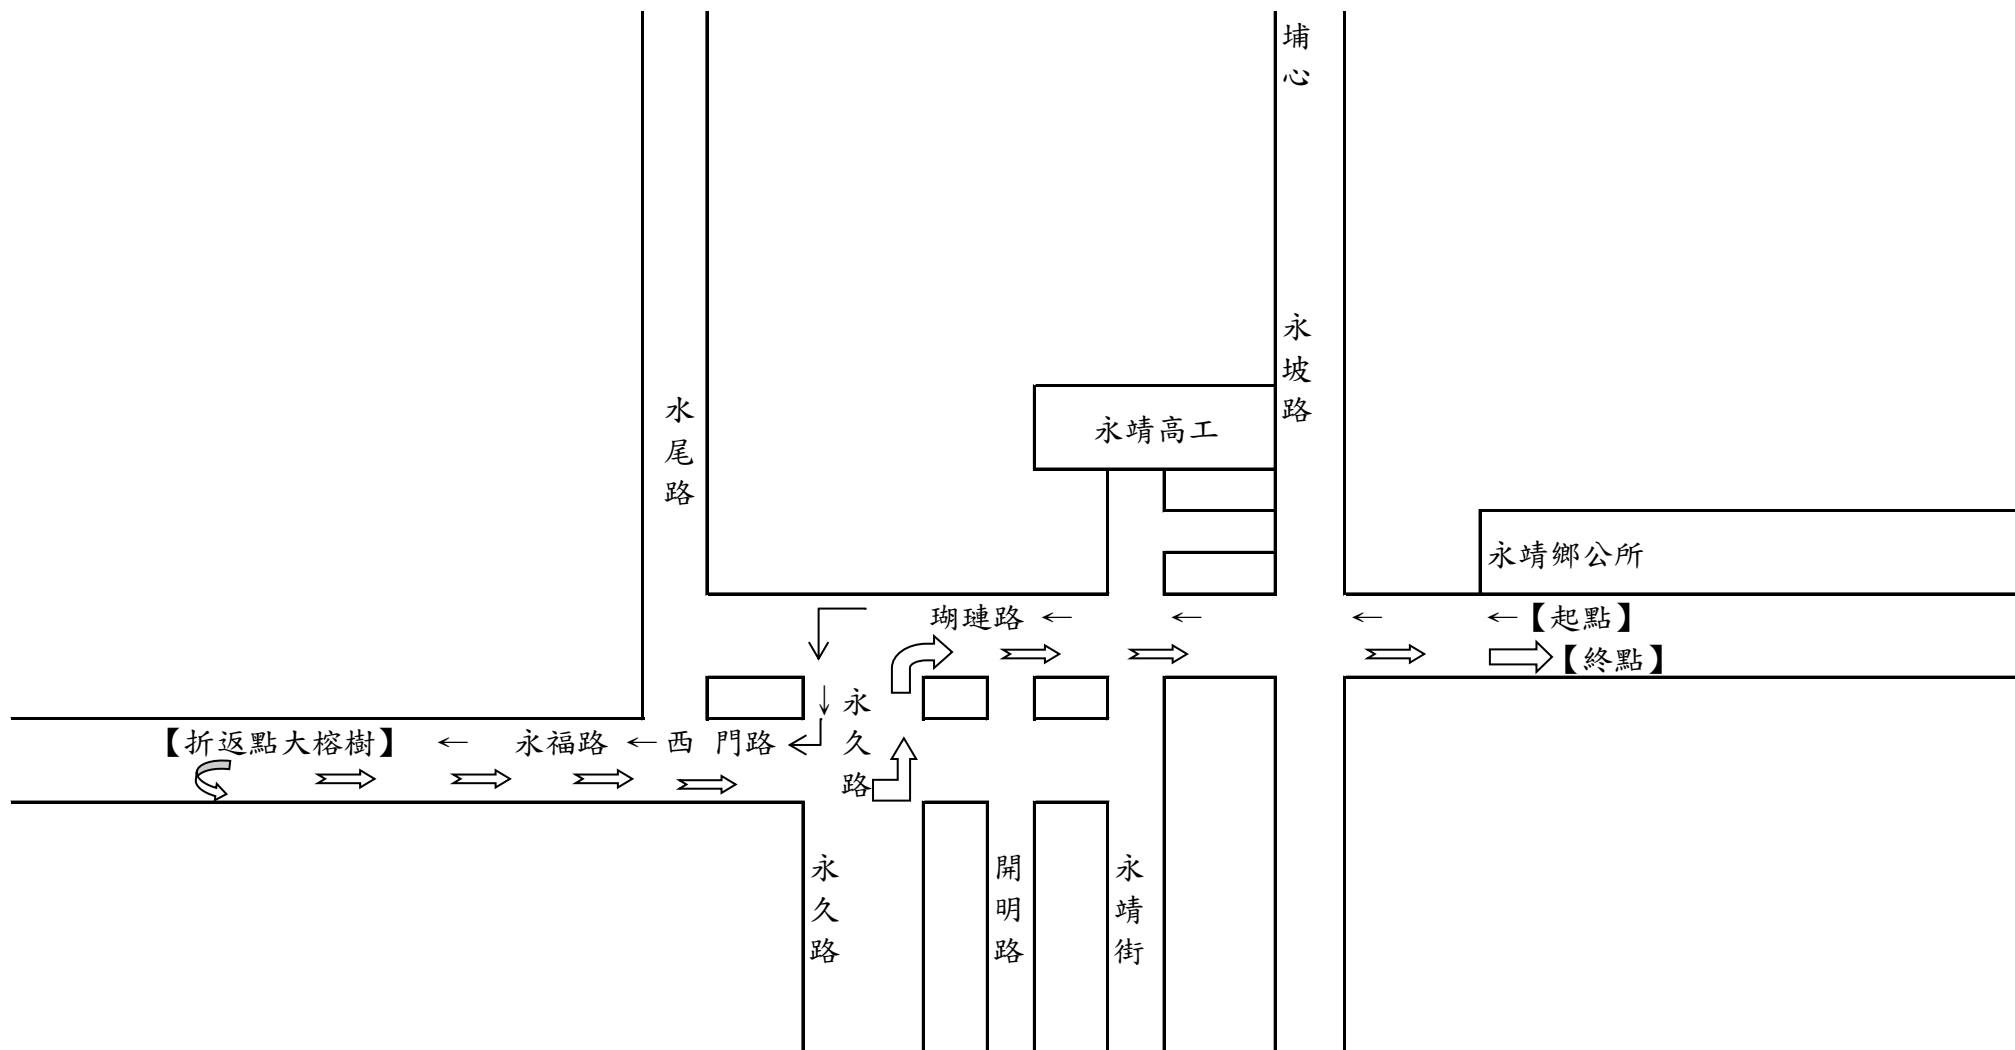 埔心
永坡路
水尾路
永靖高工
永靖鄉公所
瑚璉路
【起點】
【終點】
永久路
【折返點大榕樹】
永福路
西 門路
永久路
開明路
永靖街